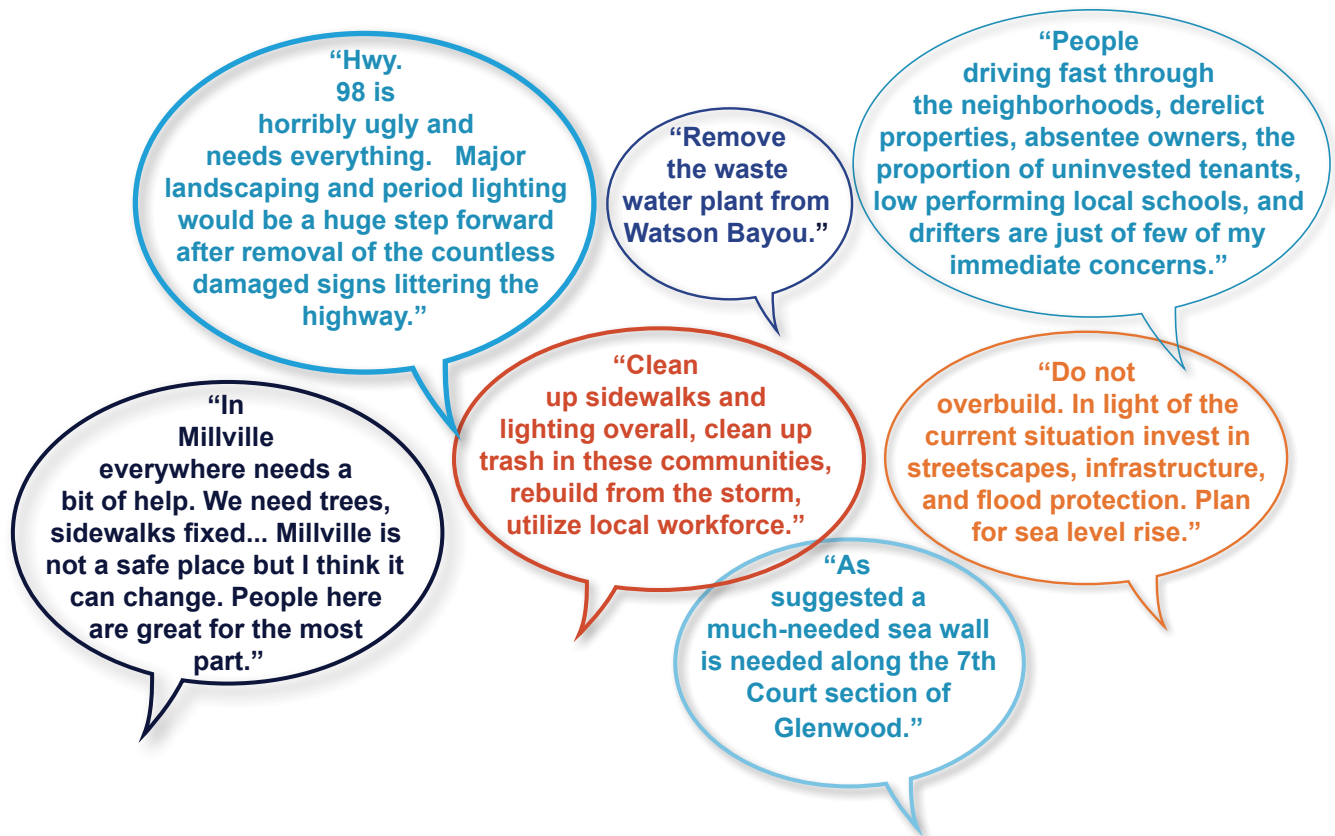 “Hwy.
98 is
horribly ugly and
needs everything.   Major
landscaping and period lighting
would be a huge step forward
after removal of the countless
damaged signs littering the
highway.”
“Remove
the waste
water plant from
Watson Bayou.”
“People
driving fast through
the neighborhoods, derelict
properties, absentee owners, the
proportion of uninvested tenants,
low performing local schools, and
drifters are just of few of my
immediate concerns.”
“In
Millville
everywhere needs a
bit of help. We need trees,
sidewalks fixed... Millville is
not a safe place but I think it
can change. People here
are great for the most
part.”
“Clean
up sidewalks and
lighting overall, clean up
trash in these communities,
rebuild from the storm,
utilize local workforce.”
“Do not
overbuild. In light of the
current situation invest in
streetscapes, infrastructure,
and flood protection. Plan
for sea level rise.”
“As
suggested a
much-needed sea wall
is needed along the 7th
Court section of
Glenwood.”